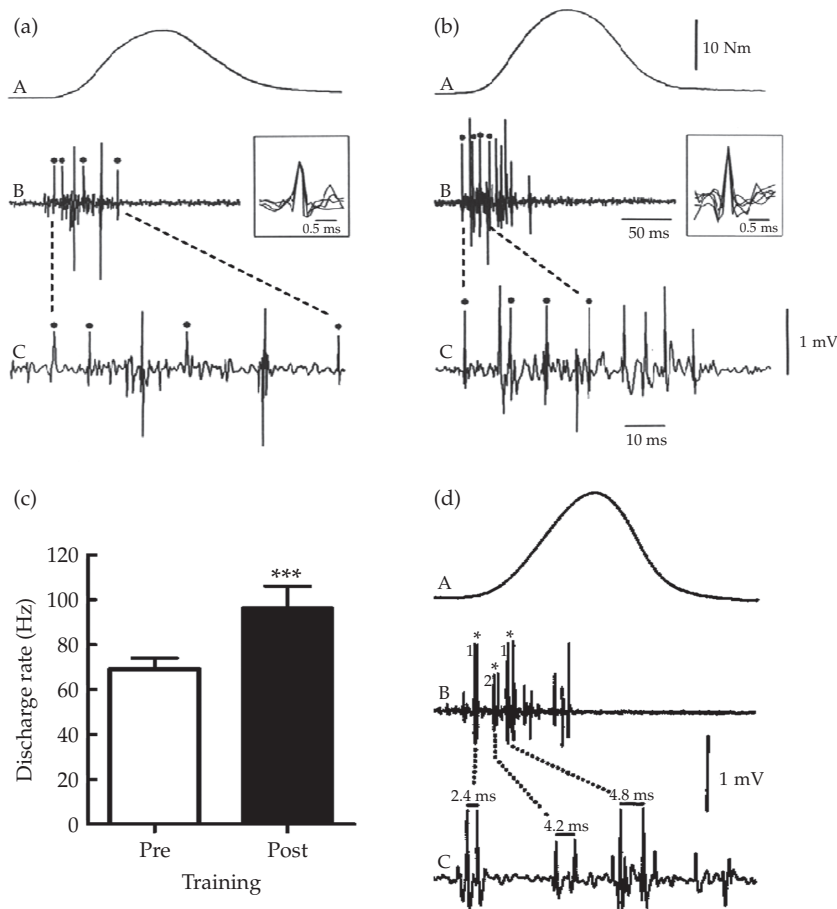 (a)
A
B
0.5 ms
C
(b)
10 Nm
A
B
50 ms
0.5 ms
C
1 mV
10 ms
(c)
120
100
80
60
40
20
0
Discharge rate (Hz)
***
Pre
Post
Training
(d)
A
1 * 1 *
2 *
B
1 mV
2.4 ms
4.2 ms
4.8 ms
C